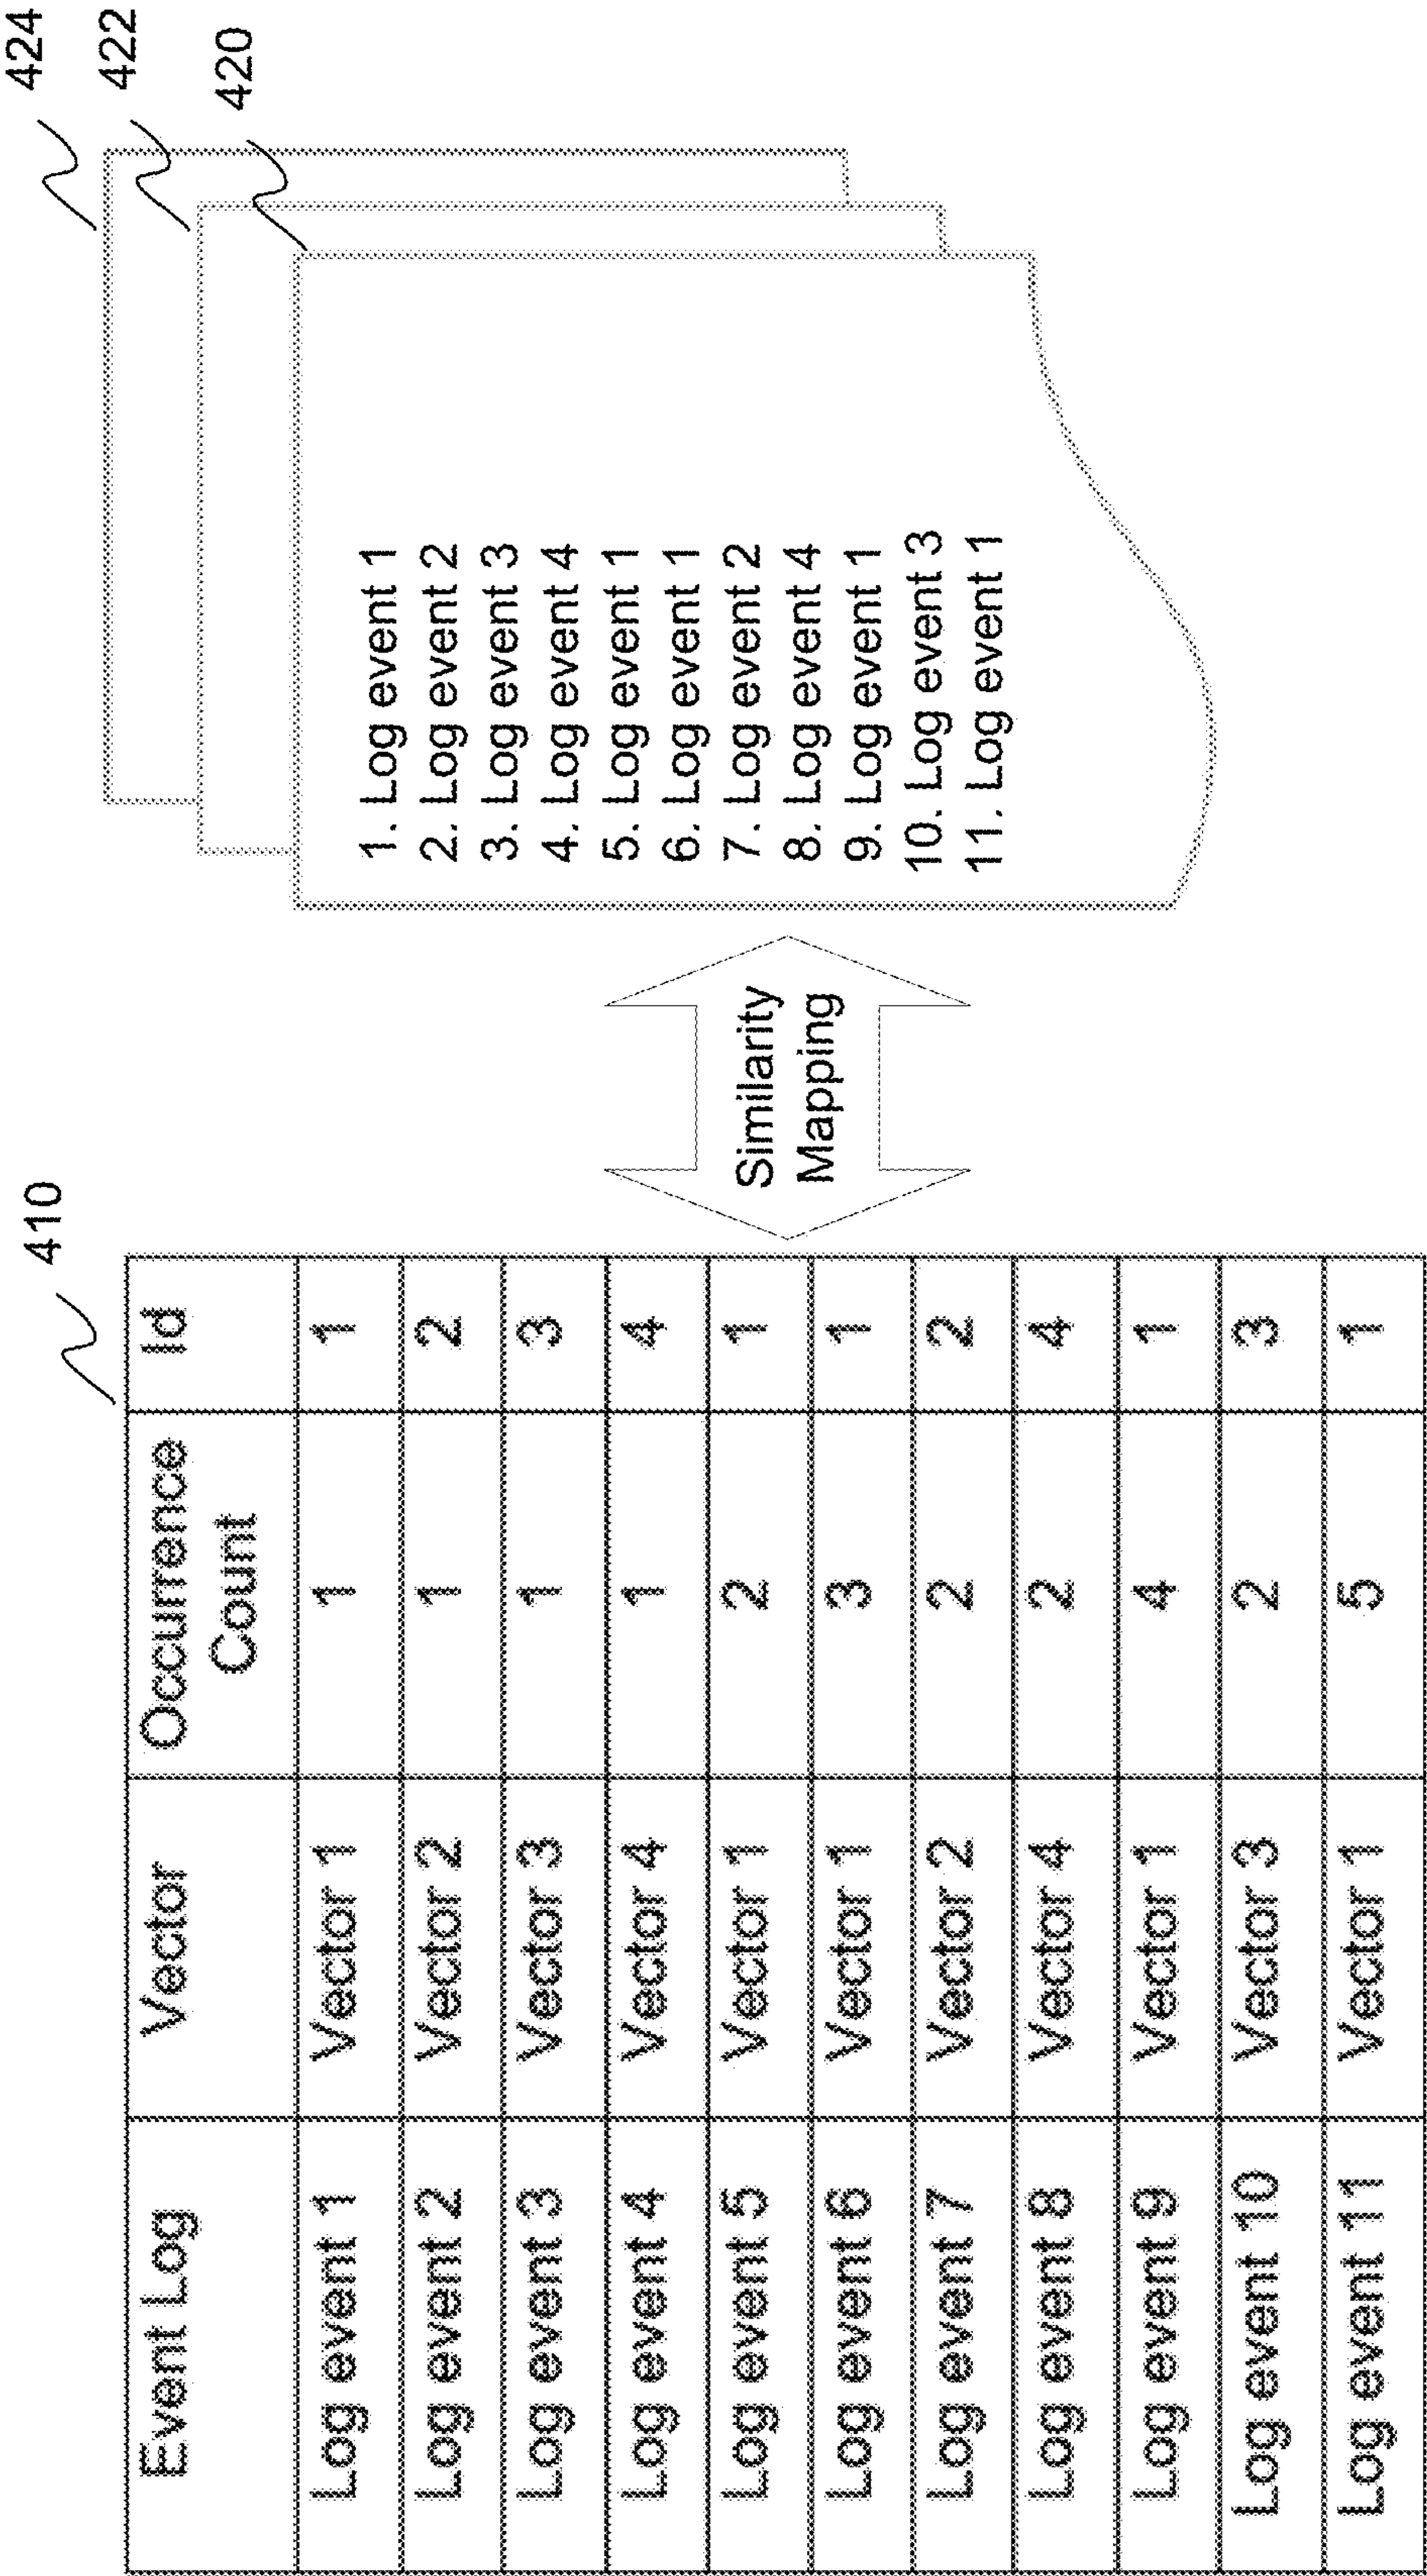 410
Event Log Vector Occurrence Count Id
Log event 1 Vector 1 1 1
Log event 2 Vector 2 1 2
Log event 3 Vector 3 1 3
Log event 4 Vector 4 1 4
Log event 5 Vector 1 2 1
Log event 6 Vector 1 3 1
Log event 7 Vector 2 2 2
Log event 8 Vector 4 2 4
Log event 9 Vector 1 4 1
Log event 10 Vector 3 2 3
Log event 11 Vector 1 5 1
Similarity
Mapping
424
422
420
1. Log event 1
2. Log event 2
3. Log event 3
4. Log event 4
5. Log event 1
6. Log event 1
7. Log event 2
8. Log event 4
9. Log event 1
10. Log event 3
11. Log event 1